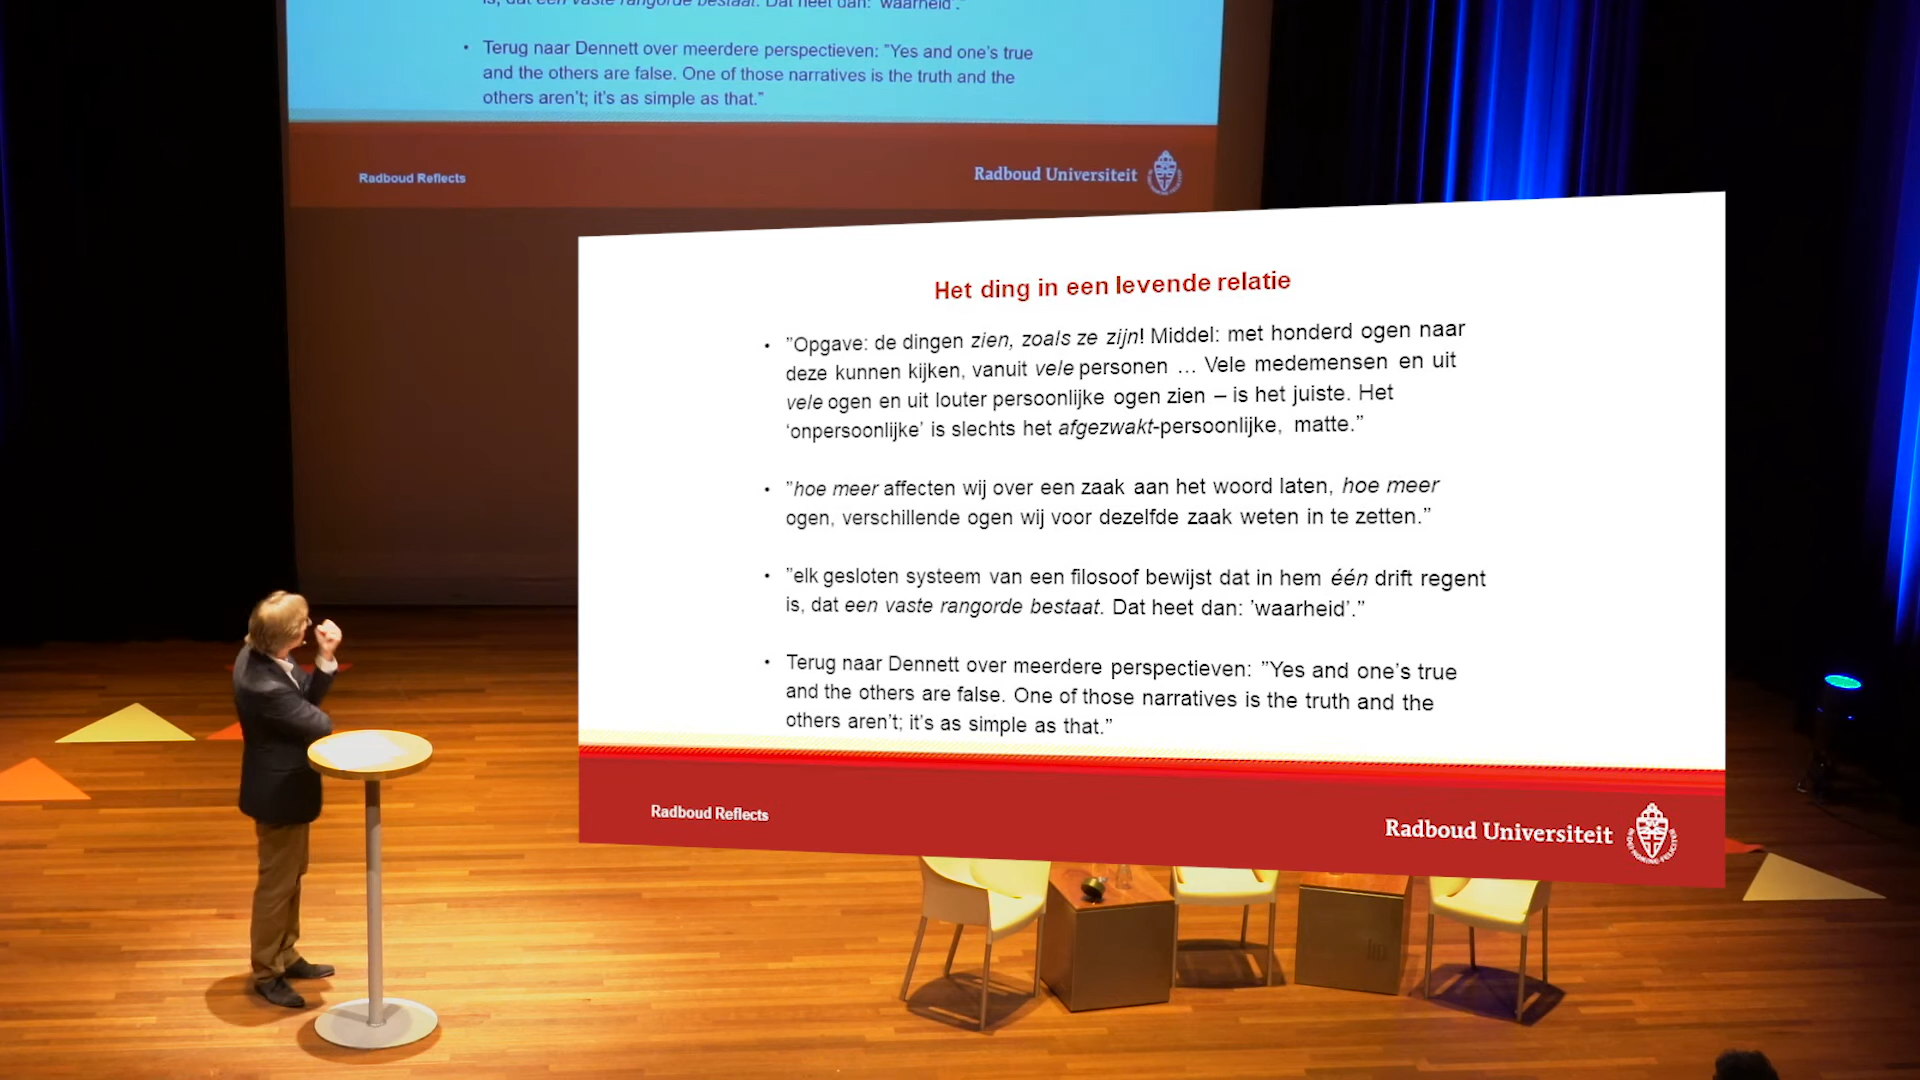 is, dat een vaste rangorde bestaat. Dat heet dan: 'waarheid'."
• Terug naar Dennett over meerdere perspectieven: "Yes and one's true
and the others are false. One of those narratives is the truth and the
others aren't; it's as simple as that."
Radboud Reflects
Radboud Universiteit
Het ding in een levende relatie
• ”Opgave: de dingen zien, zoals ze zijn! Middel: met honderd ogen naar
deze kunnen kijken, vanuit vele personen … Vele medemensen en uit
vele ogen en uit louter persoonlijke ogen zien – is het juiste. Het
‘onpersoonlijke’ is slechts het afgezwakt-persoonlijke, matte.”
• ”hoe meer affecten wij over een zaak aan het woord laten, hoe meer
ogen, verschillende ogen wij voor dezelfde zaak weten in te zetten.”
• ”elk gesloten systeem van een filosoof bewijst dat in hem één drift regent
is, dat een vaste rangorde bestaat. Dat heet dan: ’waarheid’.”
• Terug naar Dennett over meerdere perspectieven: ”Yes and one’s true
and the others are false. One of those narratives is the truth and the
others aren’t; it’s as simple as that.”
Radboud Reflects
Radboud Universiteit